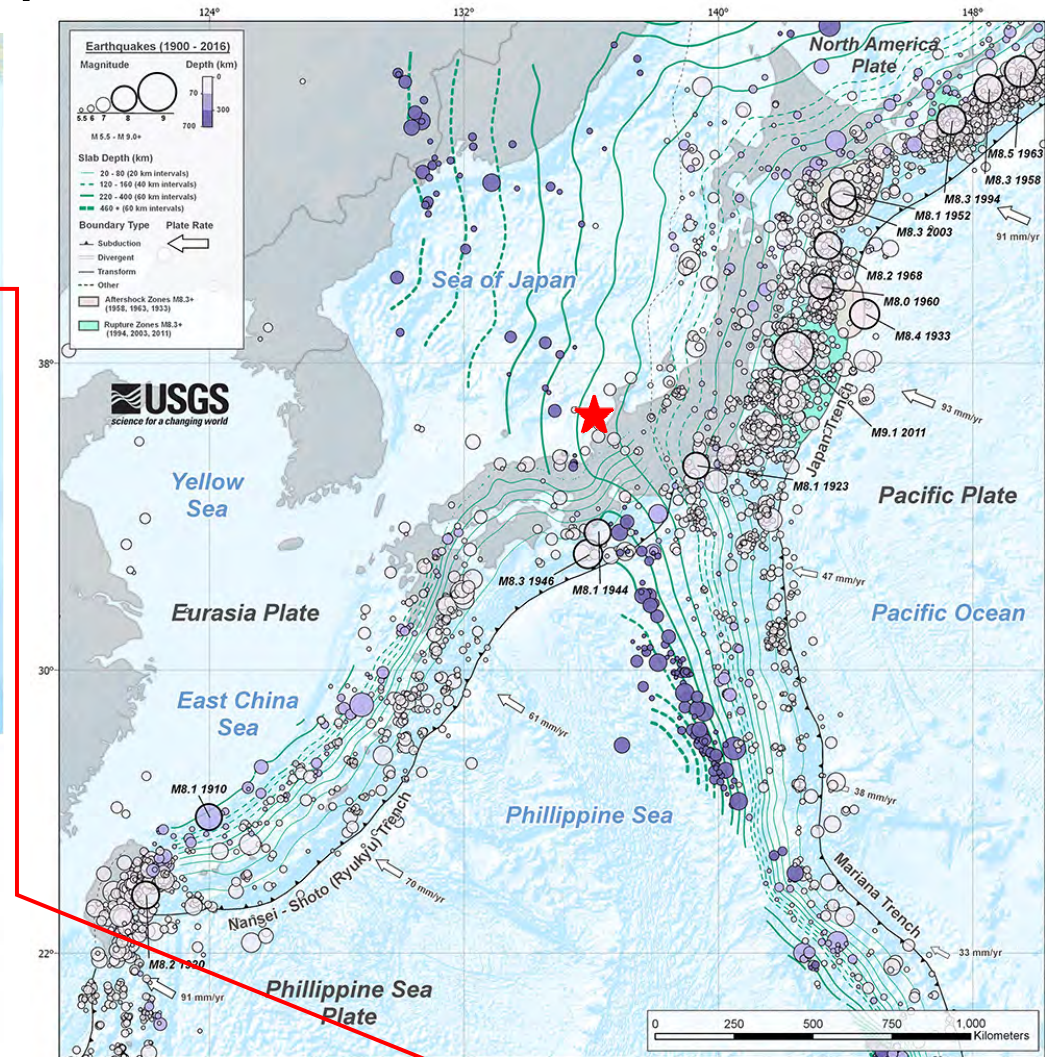 124°
132°
140°
148°
Earthquakes (1900 - 2016)
Magnitude
Depth (km)
0
70
300
700
5.5 6 7 8 9
M 5.5 - M 9.0+
Slab Depth (km)
20 - 80 (20 km intervals)
120 - 160 (40 km intervals)
220 - 400 (60 km intervals)
460 + (60 km intervals)
Boundary Type
Plate Rate
Subduction
Divergent
Transform
Other
Aftershock Zones M8.3+
(1958, 1963, 1933)
Rupture Zones M8.3+
(1994, 2003, 2011)
North America
Plate
M8.5 1963
M8.3 1958
M8.3 1994
M8.1 1952
M8.3 2003
91 mm/yr
M8.2 1968
Sea of Japan
M8.0 1960
M8.4 1933
38°
USGS
science for a changing world
93 mm/yr
Japan Trench
M9.1 2011
Yellow
Sea
M8.1 1923
Pacific Plate
M8.3 1946
M8.1 1944
47 mm/yr
Eurasia Plate
Pacific Ocean
30°
East China
Sea
61 mm/yr
M8.1 1910
38 mm/yr
Phillippine Sea
Nansei - Shoto (Ryukyu) Trench
70 mm/yr
Mariana Trench
22°
M8.2 1920
33 mm/yr
91 mm/yr
Phillippine Sea
Plate
0 250 500 750 1,000
Kilometers